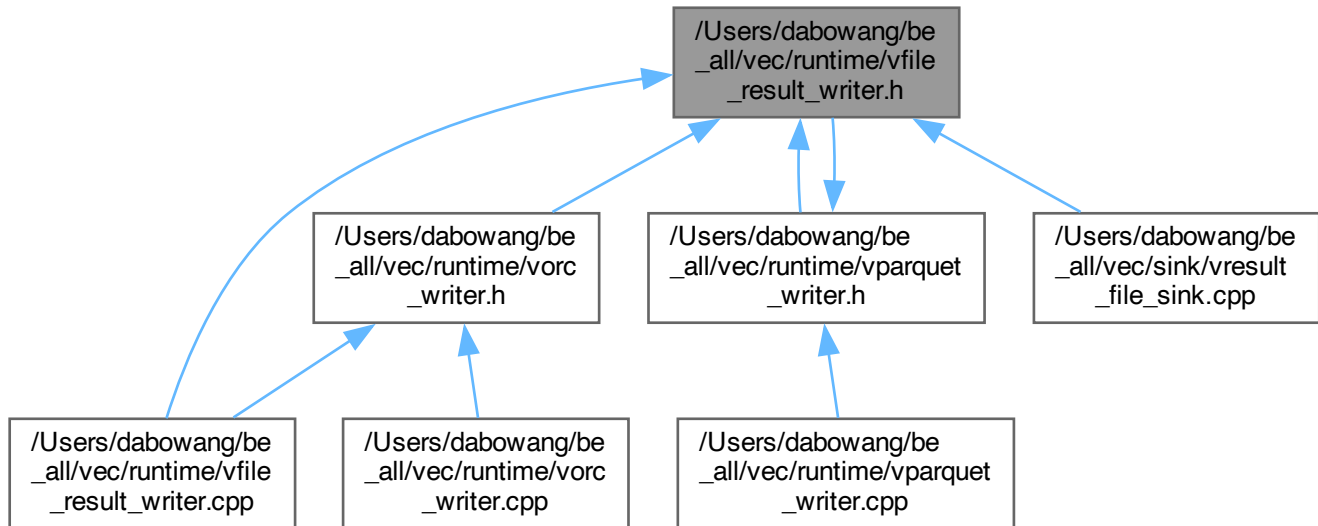 /Users/dabowang/be
_all/vec/runtime/vfile
_result_writer.h
/Users/dabowang/be
_all/vec/runtime/vorc
_writer.h
/Users/dabowang/be
_all/vec/runtime/vparquet
_writer.h
/Users/dabowang/be
_all/vec/sink/vresult
_file_sink.cpp
/Users/dabowang/be
_all/vec/runtime/vfile
_result_writer.cpp
/Users/dabowang/be
_all/vec/runtime/vorc
_writer.cpp
/Users/dabowang/be
_all/vec/runtime/vparquet
_writer.cpp